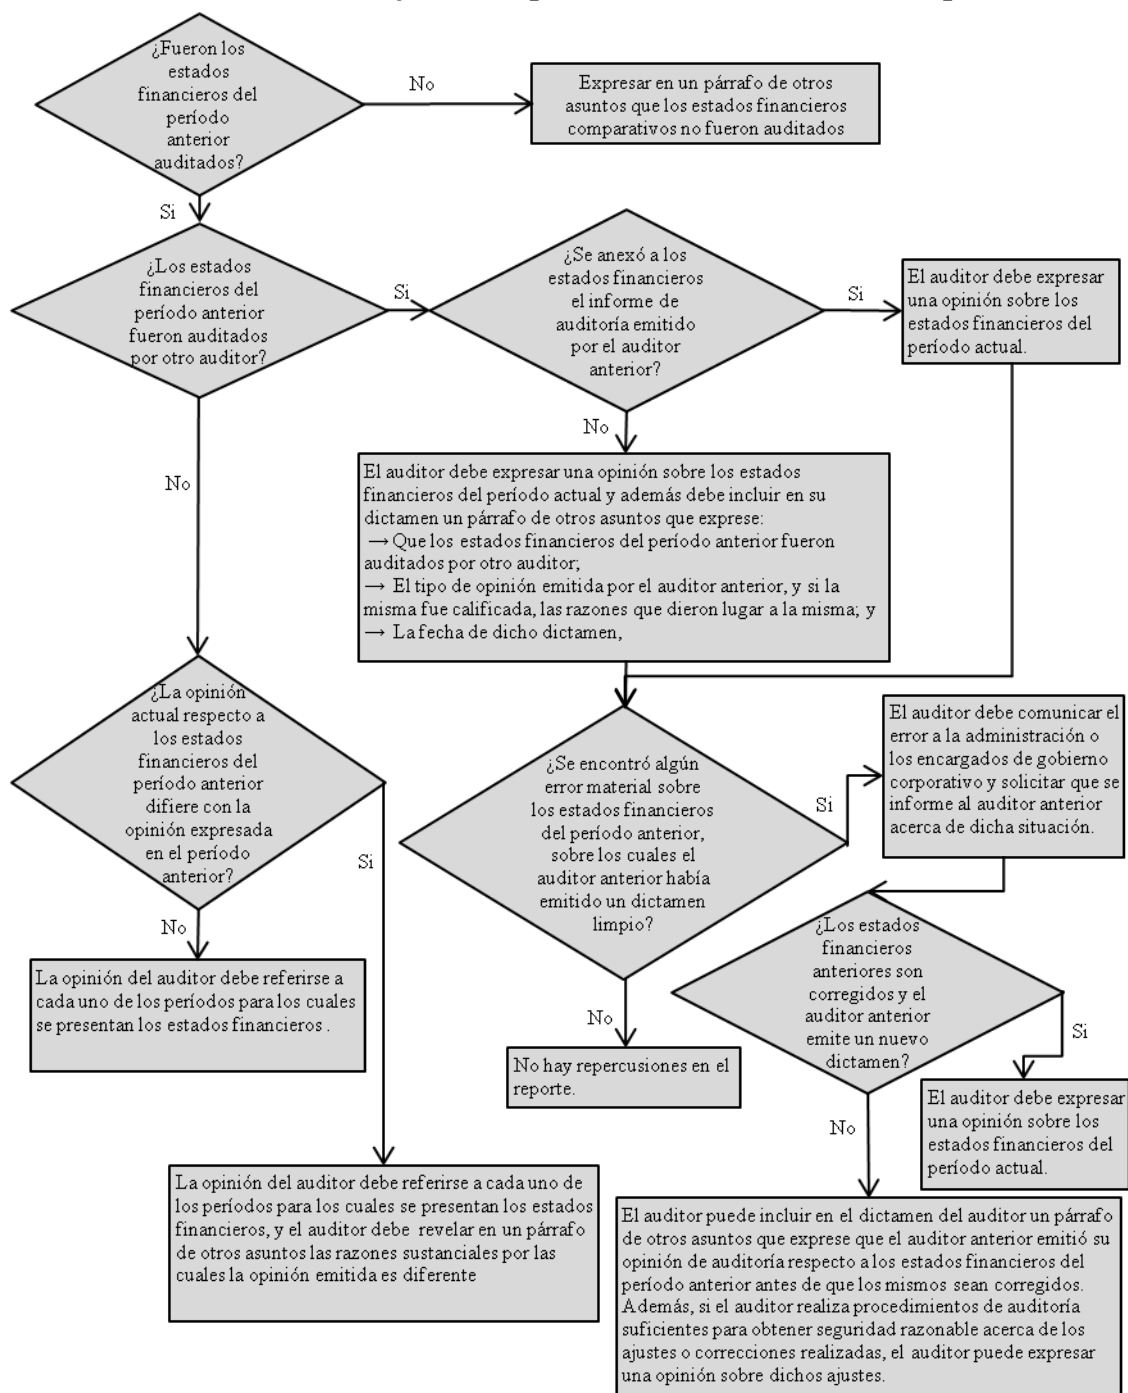 ¿Fueron los
estados
financieros del
período
anterior
auditados?
No
Expresar en un párrafo de otros
asuntos que los estados financieros
comparativos no fueron auditados
Si
¿Los estados
financieros del
período anterior
fueron auditados
por otro auditor?
Si
¿Se anexó a los
estados financieros
el informe de
auditoría emitido
por el auditor
anterior?
Si
El auditor debe expresar
una opinión sobre los
estados financieros del
período actual.
No
No
El auditor debe expresar una opinión sobre los estados
financieros del período actual y además debe incluir en su
dictamen un párrafo de otros asuntos que exprese:
→ Que los estados financieros del período anterior fueron
auditados por otro auditor;
→ El tipo de opinión emitida por el auditor anterior, y si la
misma fue calificada, las razones que dieron lugar a la misma; y
→ La fecha de dicho dictamen,
¿La opinión
actual respecto a
los estados
financieros del
período anterior
difiere con la
opinión expresada
en el período
anterior?
Si
No
La opinión del auditor debe referirse a
cada uno de los períodos para los cuales
se presentan los estados financieros .
¿Se encontró algún
error material sobre
los estados financieros
del período anterior,
sobre los cuales el
auditor anterior había
emitido un dictamen
limpio?
Si
El auditor debe comunicar el
error a la administración o
los encargados de gobierno
corporativo y solicitar que se
informe al auditor anterior
acerca de dicha situación.
No
No hay repercusiones en el
reporte.
¿Los estados
financieros
anteriores son
corregidos y el
auditor anterior
emite un nuevo
dictamen?
Si
El auditor debe expresar
una opinión sobre los
estados financieros del
período actual.
No
La opinión del auditor debe referirse a cada uno de
los períodos para los cuales se presentan los estados
financieros, y el auditor debe revelar en un párrafo
de otros asuntos las razones sustanciales por las
cuales la opinión emitida es diferente
El auditor puede incluir en el dictamen del auditor un párrafo
de otros asuntos que exprese que el auditor anterior emitió su
opinión de auditoría respecto a los estados financieros del
período anterior antes de que los mismos sean corregidos.
Además, si el auditor realiza procedimientos de auditoría
suficientes para obtener seguridad razonable acerca de los
ajustes o correcciones realizadas, el auditor puede expresar
una opinión sobre dichos ajustes.